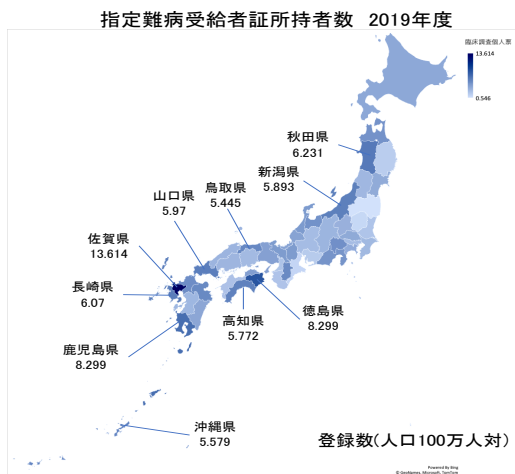 指定難病受給者証所持者数 2019年度
臨床調査個人票
13.614
0.546
秋田県
6.231
新潟県
5.893
鳥取県
5.445
山口県
5.97
佐賀県
13.614
長崎県
6.07
徳島県
8.299
高知県
5.772
鹿児島県
8.299
沖縄県
5.579
登録数(人口100万人対)
Powered by Bing
© GeoNames, Microsoft, TomTom